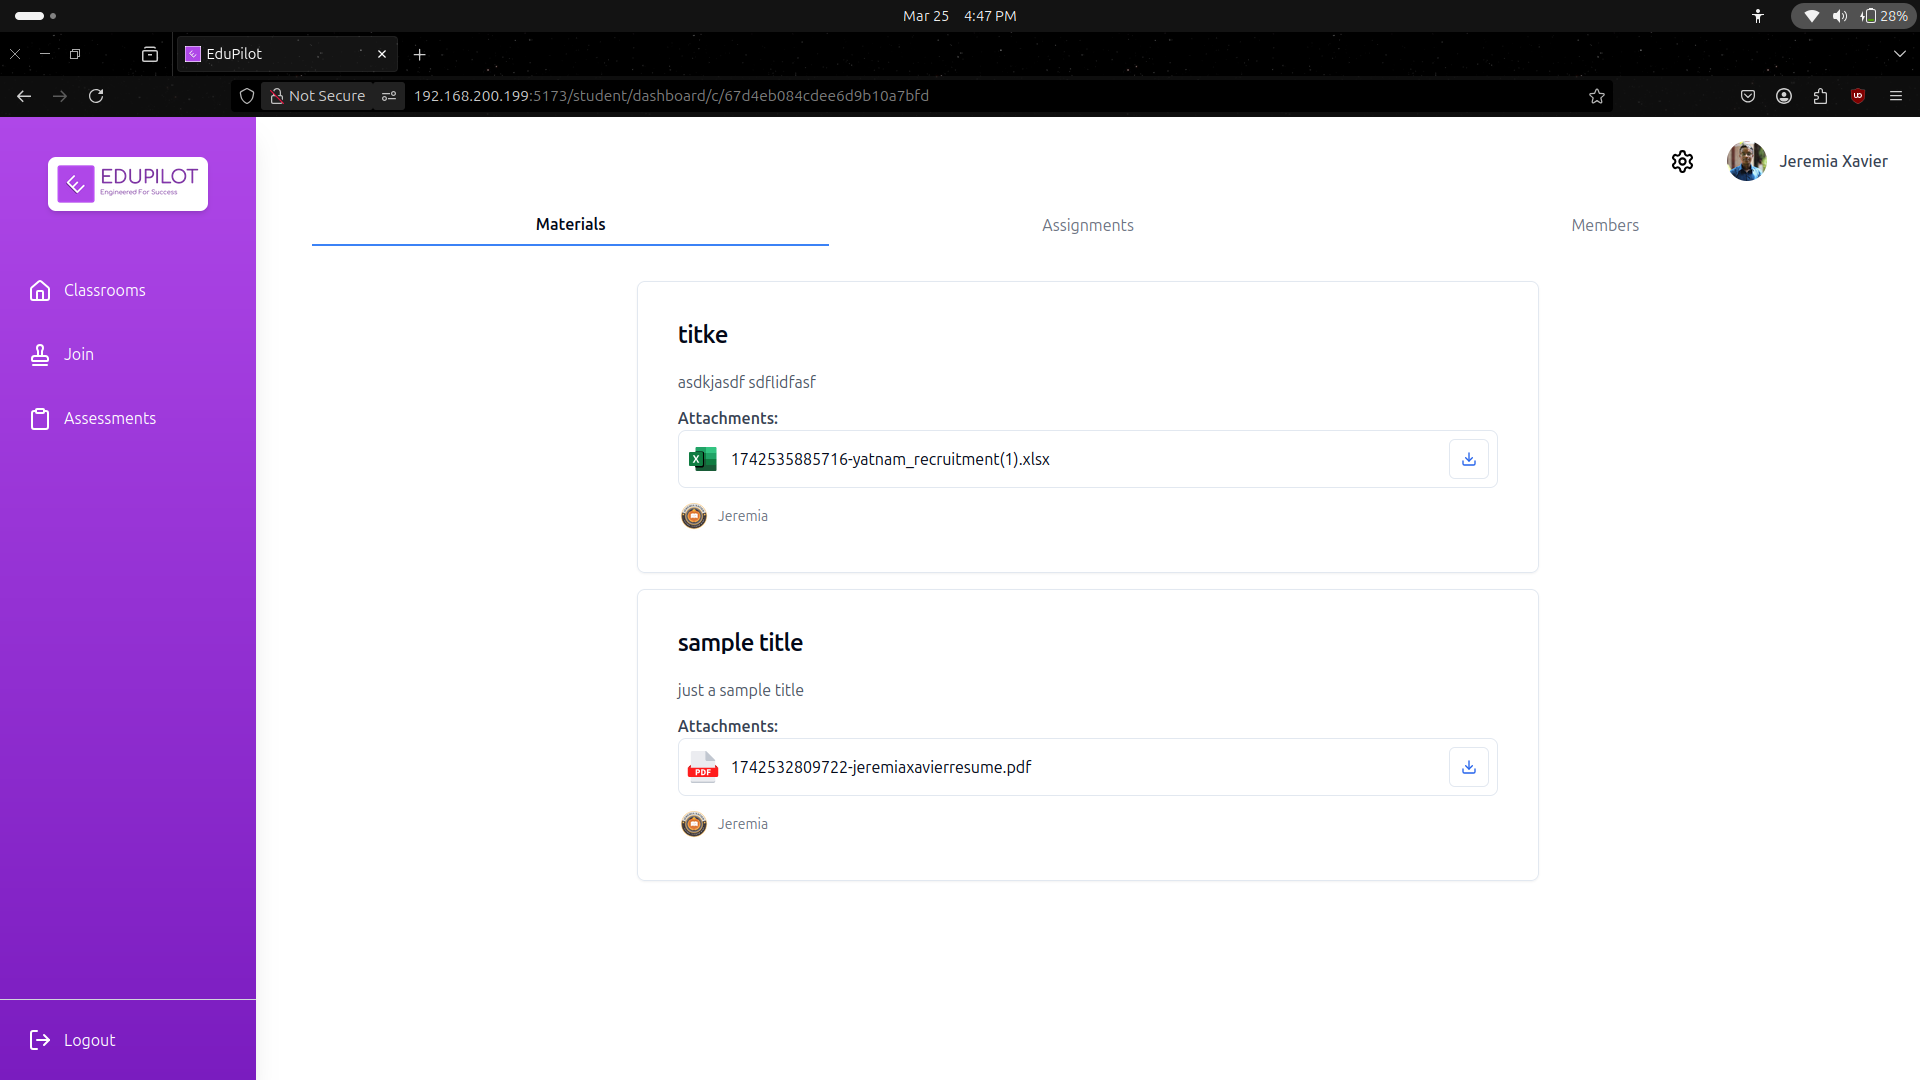 Mar 25 4:47 PM
28%
EduPilot
Not Secure
192.168.200.199:5173/student/dashboard/c/67d4eb084cdee6d9b10a7bfd
EDUPILOT
Engineered For Success
Jeremia Xavier
Materials
Assignments
Members
Classrooms
Join
Assessments
Logout
titke
asdkjasdf sdflidfasf
Attachments:
1742535885716-yatnam_recruitment(1).xlsx
Jeremia
sample title
just a sample title
Attachments:
PDF
1742532809722-jeremiaxavierresume.pdf
Jeremia